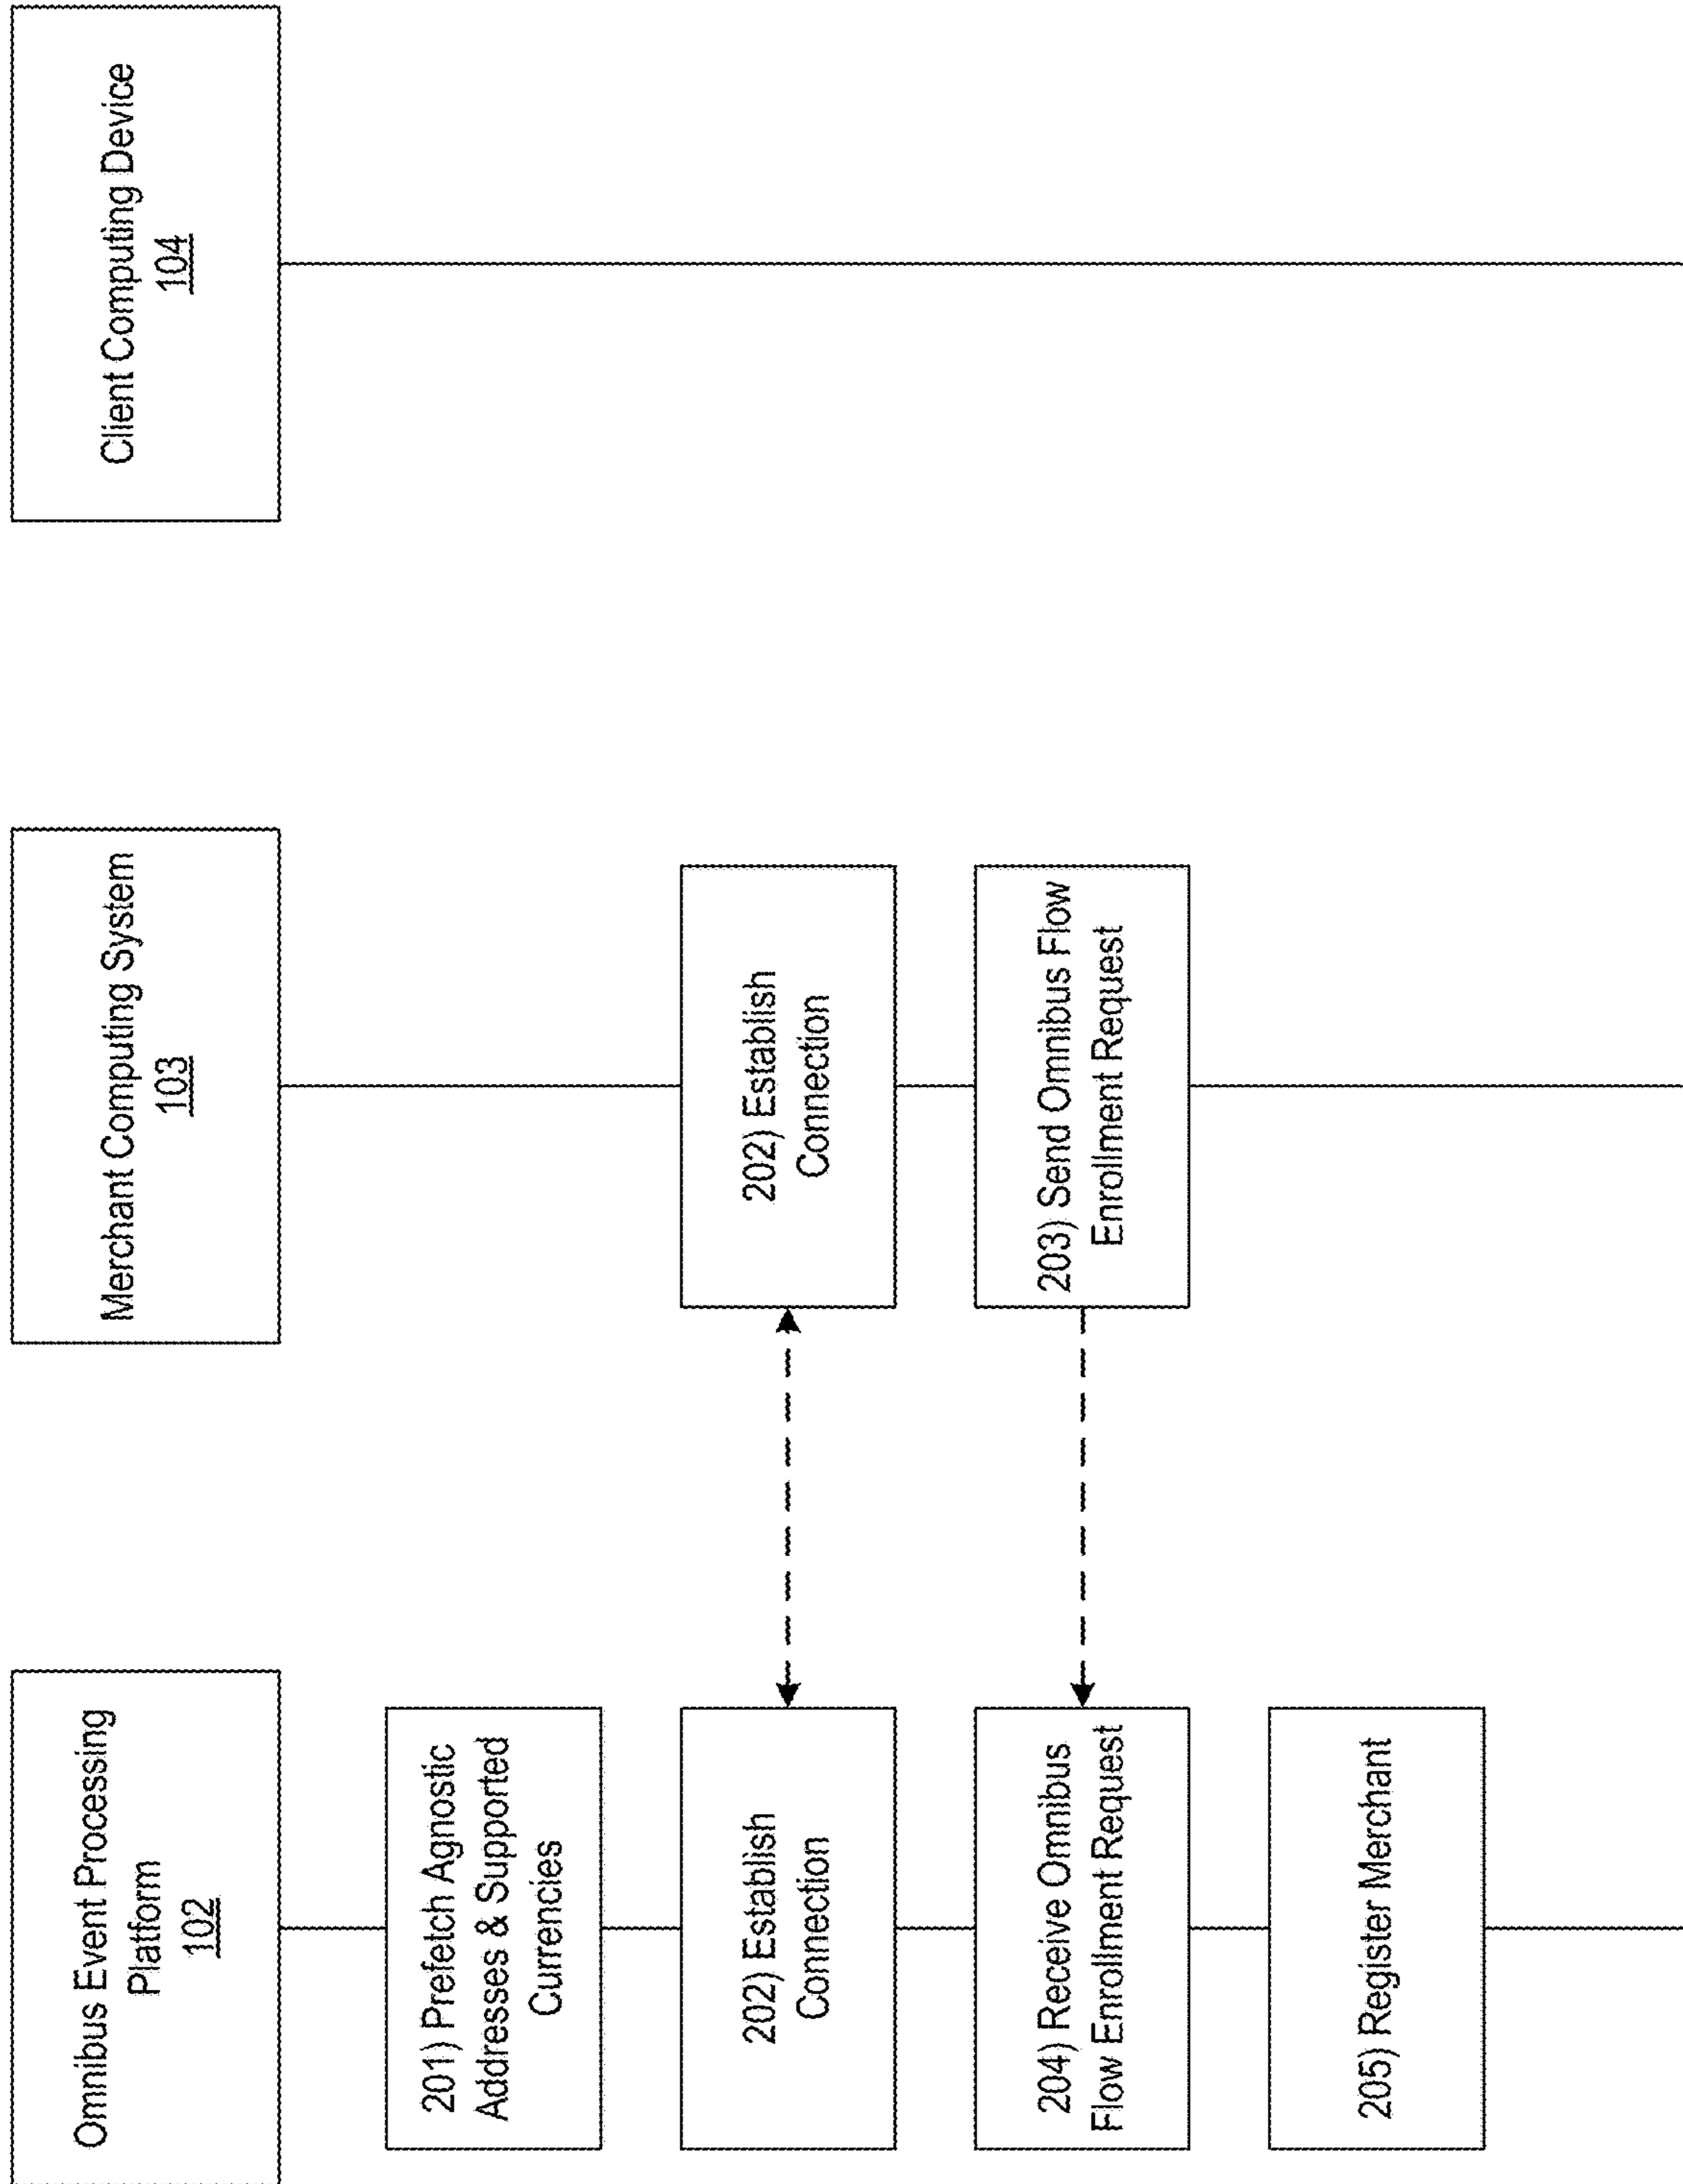 Omnibus Event Processing
Platform
102
Merchant Computing System
103
Client Computing Device
104
201) Prefetch Agnostic
Addresses & Supported
Currencies
202) Establish
Connection
202) Establish
Connection
204) Receive Omnibus
Flow Enrollment Request
203) Send Omnibus Flow
Enrollment Request
205) Register Merchant